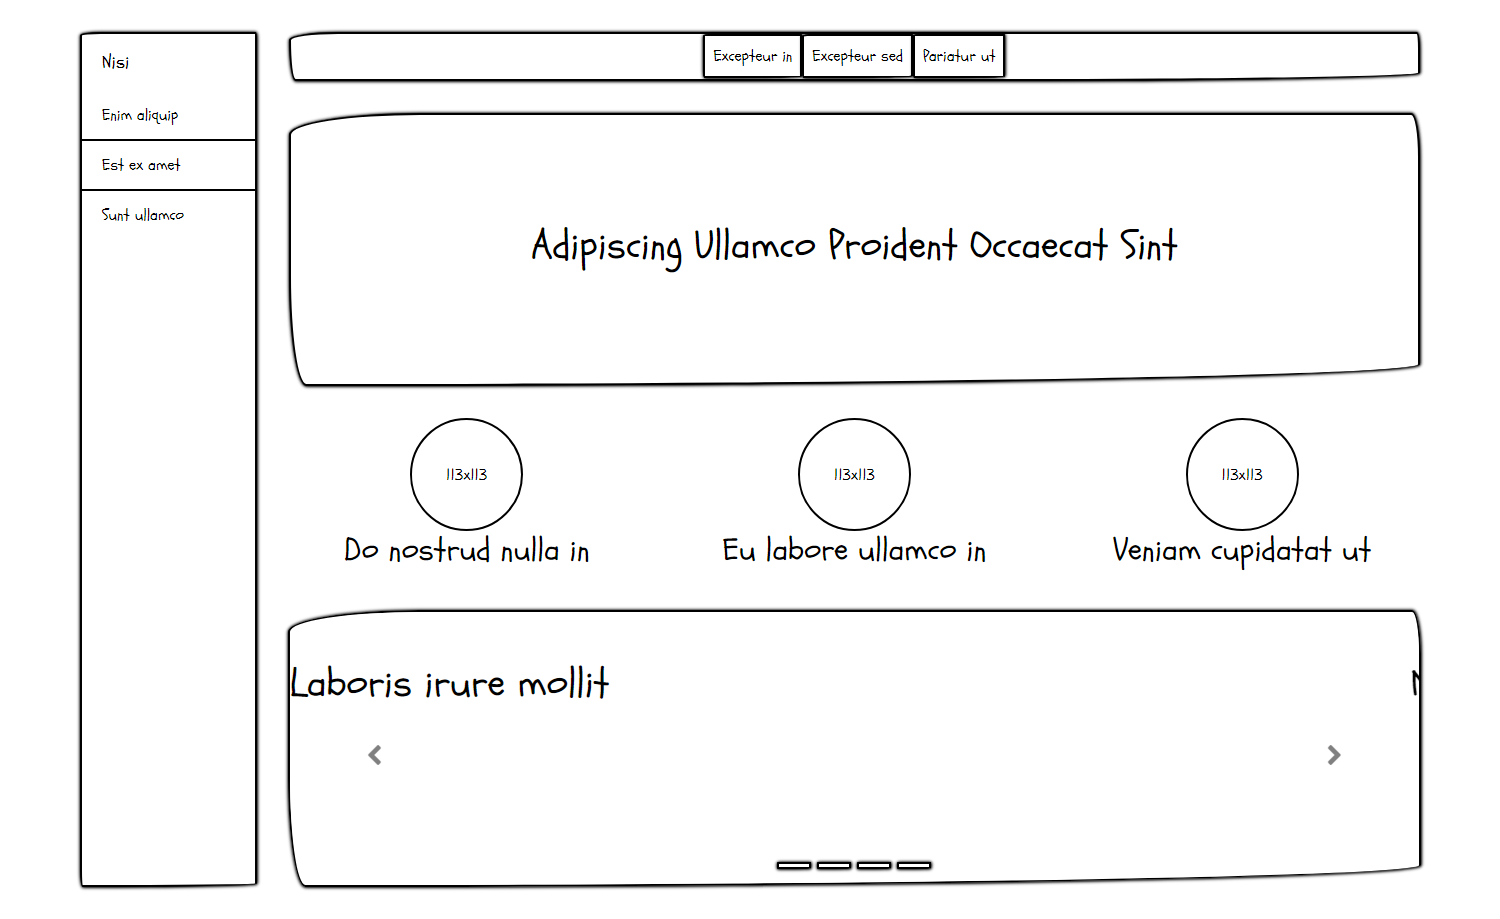 Nisi
Enim aliquip
Est ex amet
Sunt ullamco
Excepteur in
Excepteur sed
Pariatur ut
Adipiscing Ullamco Proident Occaecat Sint
113x113
Do nostrud nulla in
113x113
Eu labore ullamco in
113x113
Veniam cupidatat ut
Laboris irure mollit